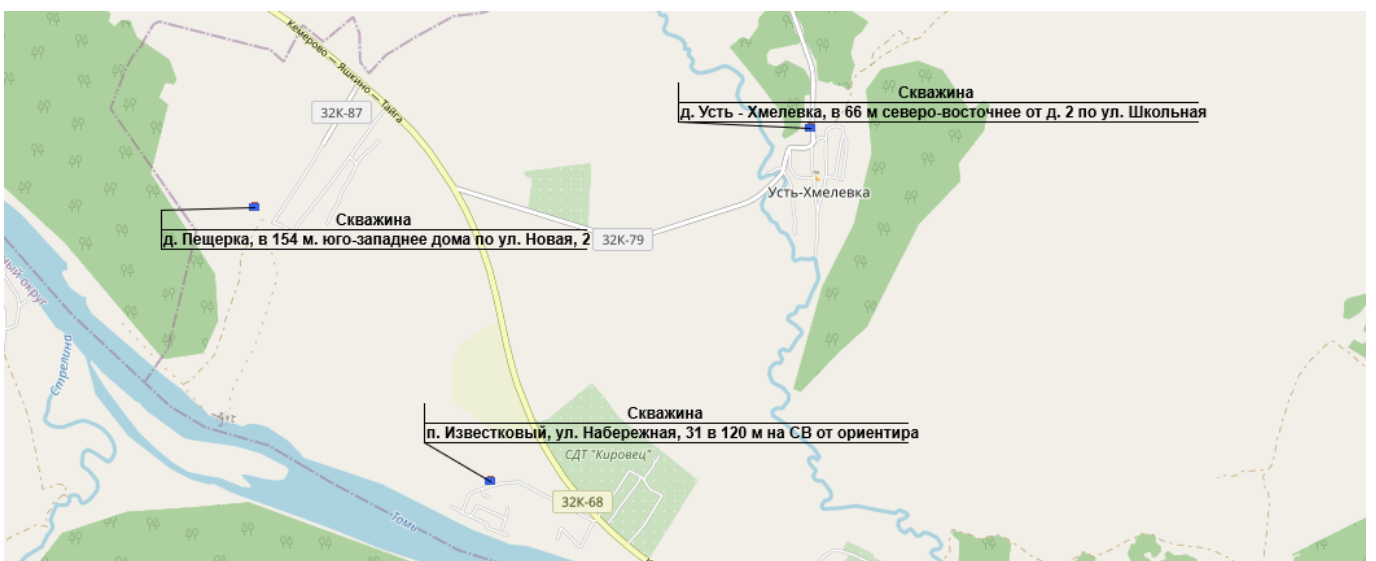 Кемерово — Яшкино — Тайга
32К-87
Скважина
д. Усть - Хмелевка, в 66 м северо-восточнее от д. 2 по ул. Школьная
Усть-Хмелевка
Скважина
д. Пещерка, в 154 м. юго-западнее дома по ул. Новая, 2
32К-79
ный округ
Стрелина
Скважина
п. Известковый, ул. Набережная, 31 в 120 м на СВ от ориентира
СДТ "Кировец"
32К-68
Томь